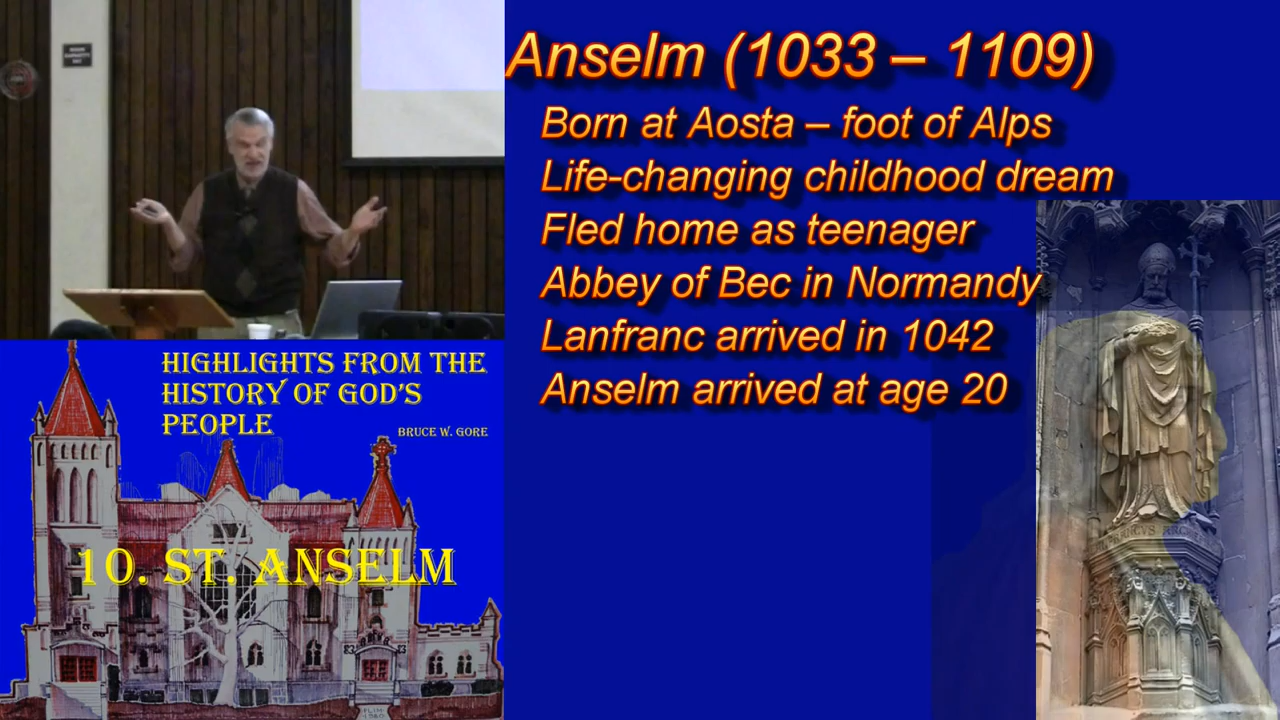 Anselm (1033 – 1109)
Born at Aosta – foot of Alps
Life-changing childhood dream
Fled home as teenager
Abbey of Bec in Normandy
Lanfranc arrived in 1042
Anselm arrived at age 20
HIGHLIGHTS FROM THE
HISTORY OF GOD'S
PEOPLE
BRUCE W. GORE
10. ST. ANSELM